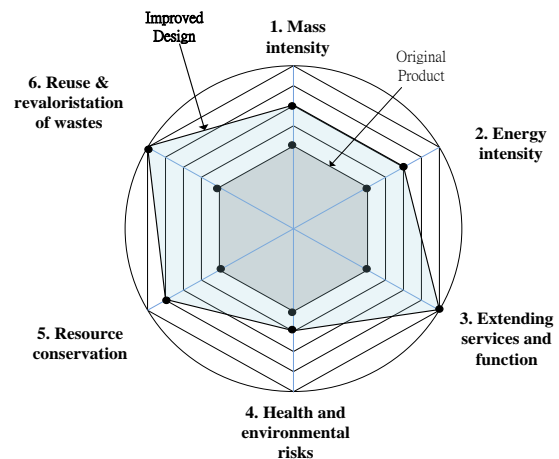 Improved
Design
1. Mass
intensity
Original
Product
6. Reuse &
revaloristation
of wastes
2. Energy
intensity
5. Resource
conservation
3. Extending
services and
function
4. Health and
environmental
risks